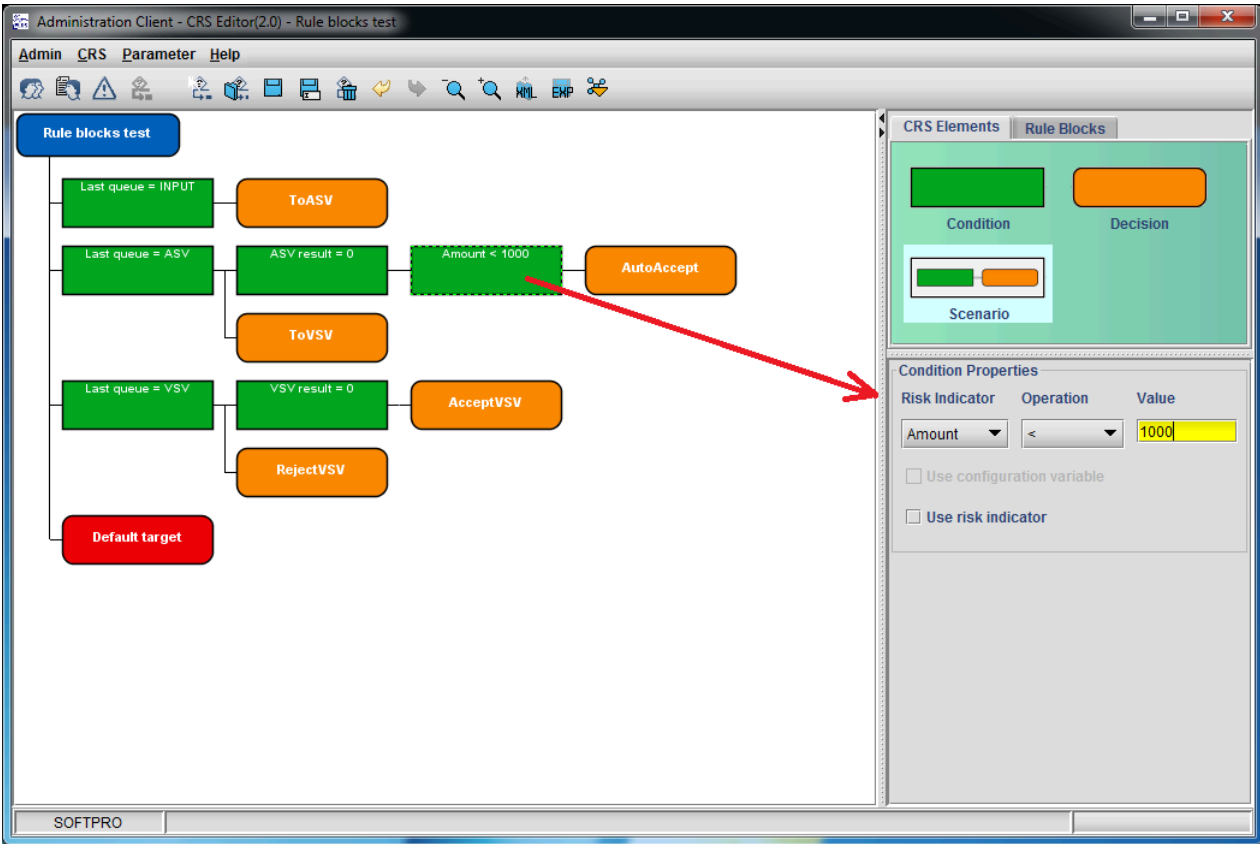 Administration Client - CRS Editor(2.0) - Rule blocks test
Admin CRS Parameter Help
XML EXP
Rule blocks test
Last queue = INPUT
ToASV
Last queue = ASV
ASV result = 0
Amount < 1000
AutoAccept
ToVSV
Last queue = VSV
VSV result = 0
AcceptVSV
RejectVSV
Default target
CRS Elements
Rule Blocks
Condition
Decision
Scenario
Condition Properties
Risk Indicator Operation Value
Amount < 1000
Use configuration variable
Use risk indicator
SOFTPRO